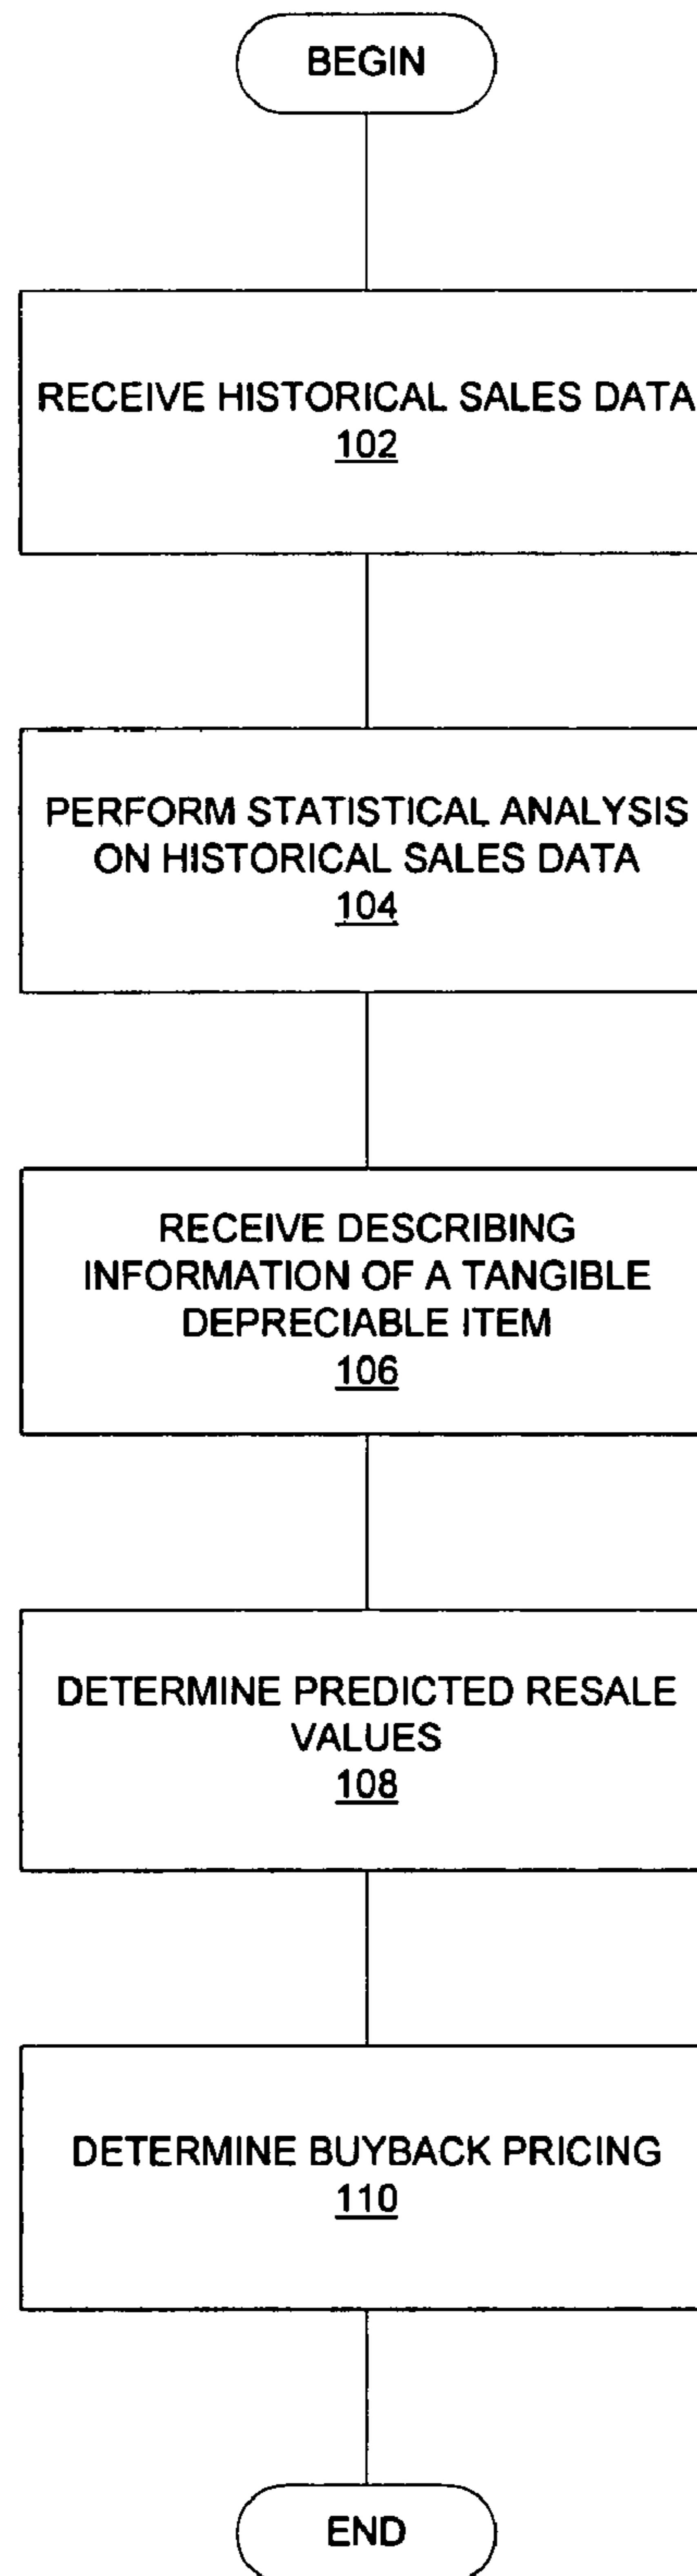 BEGIN
RECEIVE HISTORICAL SALES DATA
102
PERFORM STATISTICAL ANALYSIS
ON HISTORICAL SALES DATA
104
RECEIVE DESCRIBING
INFORMATION OF A TANGIBLE
DEPRECIABLE ITEM
106
DETERMINE PREDICTED RESALE
VALUES
108
DETERMINE BUYBACK PRICING
110
END